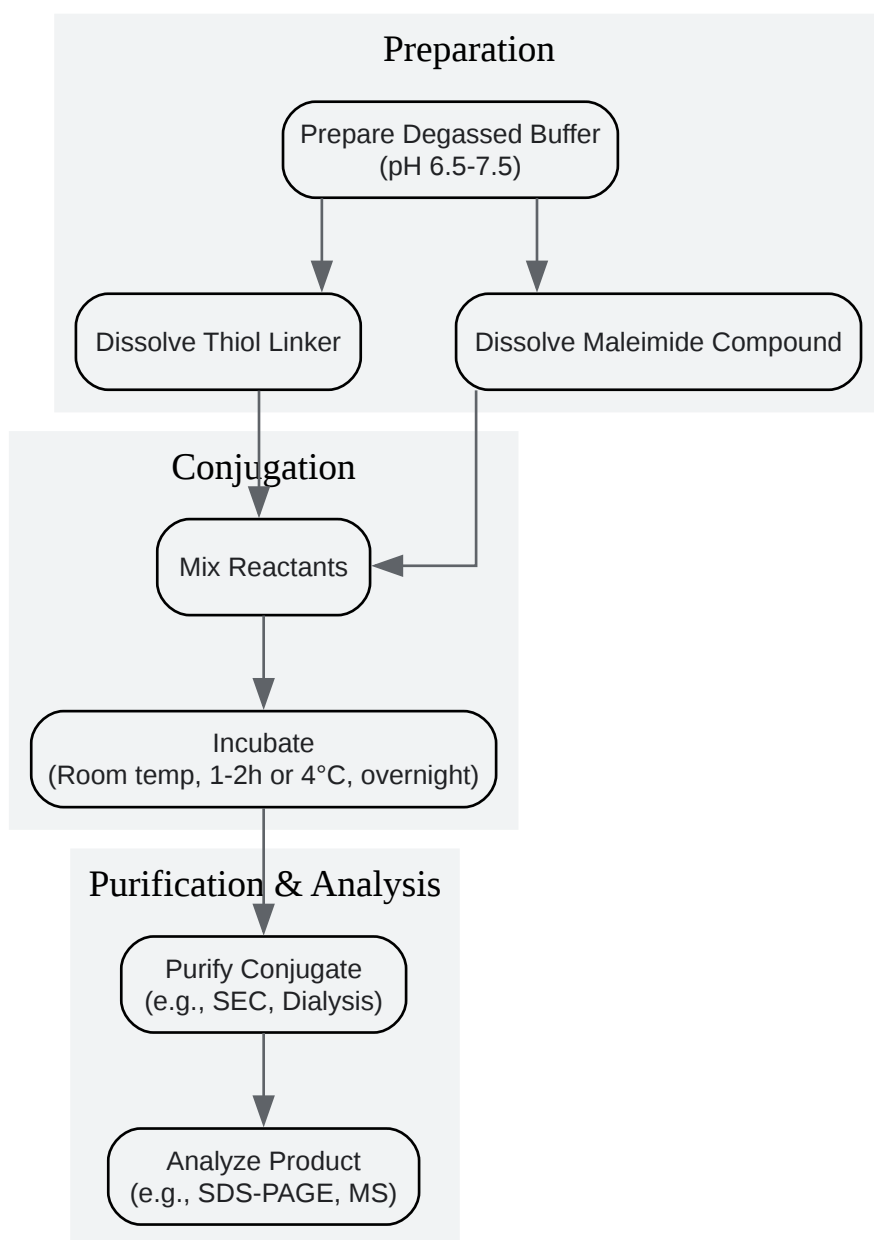 Preparation
Prepare Degassed Buffer
(pH 6.5-7.5)
Dissolve Thiol Linker
Dissolve Maleimide Compound
Conjugation
Mix Reactants
Incubate
(Room temp, 1-2h or 4°C, overnight)
Purification & Analysis
Purify Conjugate
(e.g., SEC, Dialysis)
Analyze Product
(e.g., SDS-PAGE, MS)